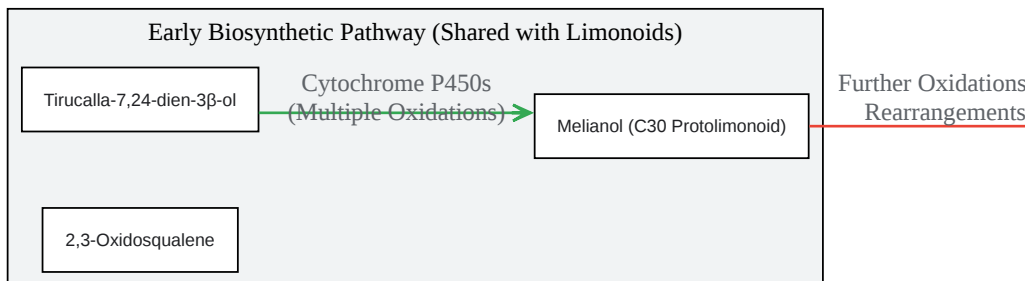 Early Biosynthetic Pathway (Shared with Limonoids)
Tirucalla-7,24-dien-3β-ol
Cytochrome P450s
(Multiple Oxidations)
Melianol (C30 Protolimonoid)
Further Oxidations
Rearrangements
2,3-Oxidosqualene